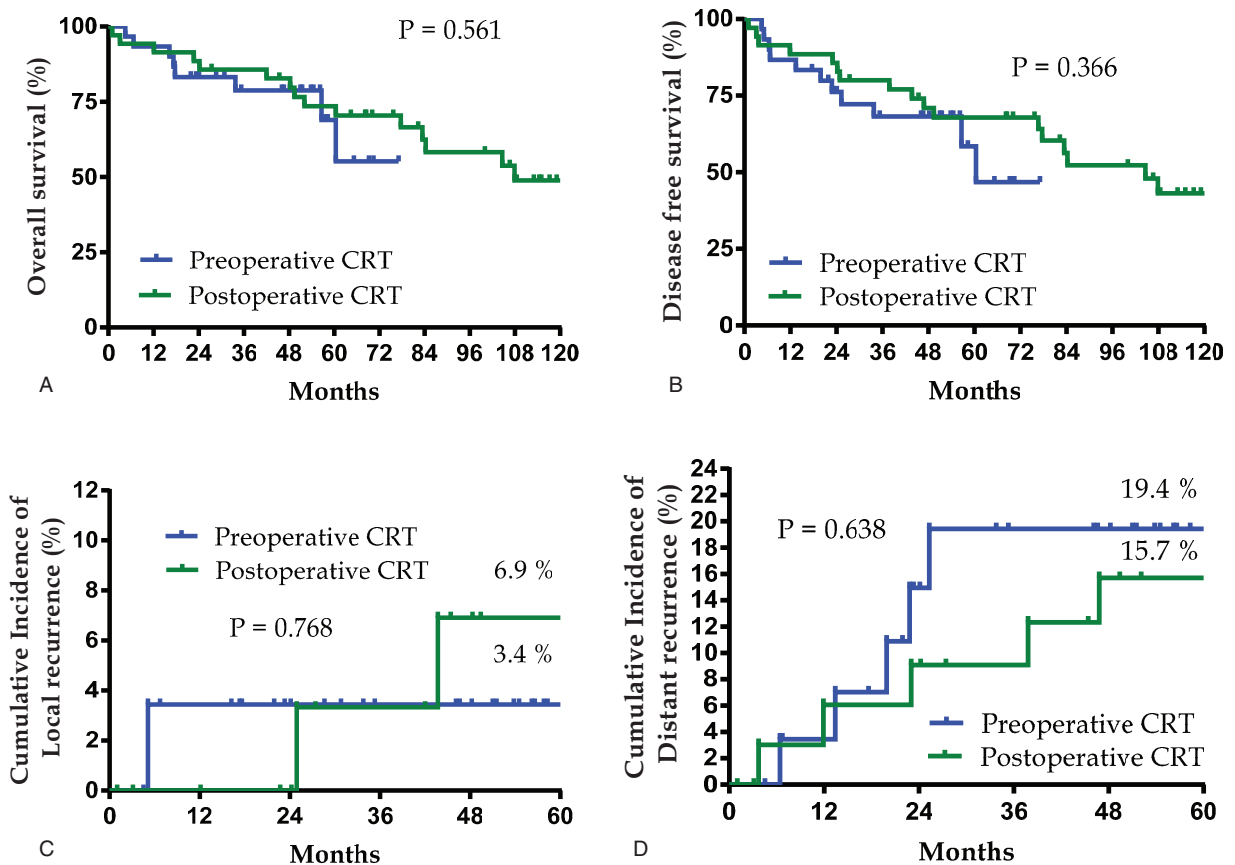 100
75
50
25
0
Overall survival (%)
P = 0.561
Preoperative CRT
Postoperative CRT
0 12 24 36 48 60 72 84 96 108 120
Months
A
100
75
50
25
0
Disease free survival (%)
P = 0.366
Preoperative CRT
Postoperative CRT
0 12 24 36 48 60 72 84 96 108 120
Months
B
12
10
8
6
4
2
0
Cumulative Incidence of
Local recurrence (%)
Preoperative CRT
Postoperative CRT
6.9 %
P = 0.768
3.4 %
0 12 24 36 48 60
Months
C
24
22
20
18
16
14
12
10
8
6
4
2
0
Cumulative Incidence of
Distant recurrence (%)
19.4 %
P = 0.638
15.7 %
Preoperative CRT
Postoperative CRT
0 12 24 36 48 60
Months
D